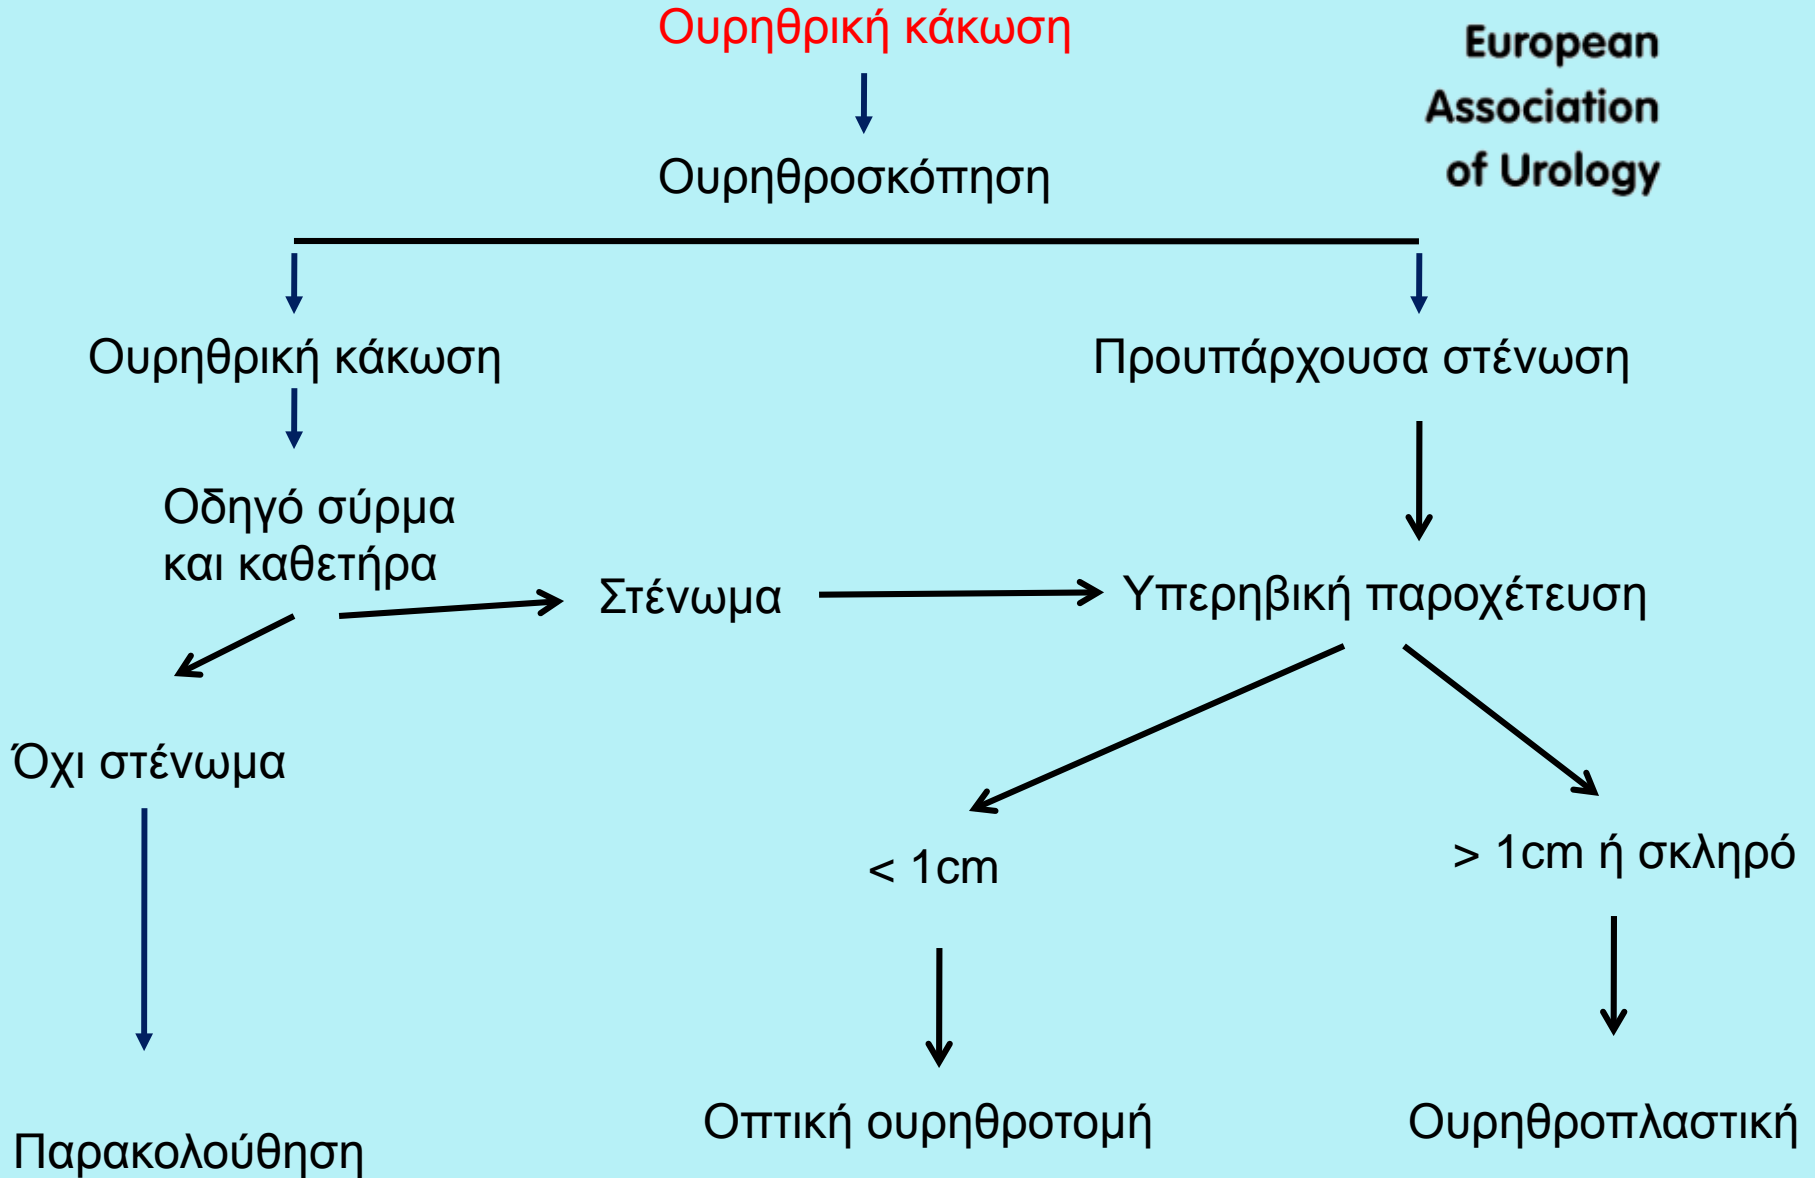 Ουρηθρική κάκωση
European
Association
of Urology
Ουρηθροσκόπηση
Ουρηθρική κάκωση
Προυπάρχουσα στένωση
Οδηγό σύρμα
και καθετήρα
Στένωμα
Υπερηβική παροχέτευση
Όχι στένωμα
< 1cm
> 1cm ή σκληρό
Παρακολούθηση
Οπτική ουρηθροτομή
Ουρηθροπλαστική